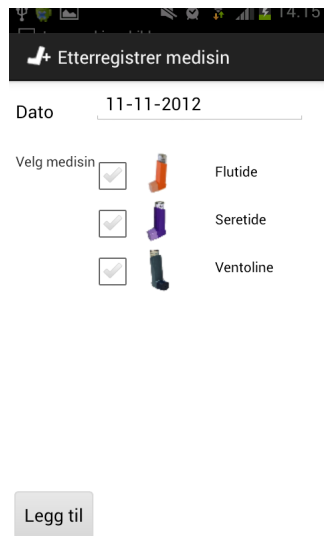 14.15
Etterregistrer medisin
Dato
11-11-2012
Velg medisin
Flutide
Seretide
Ventoline
Legg til